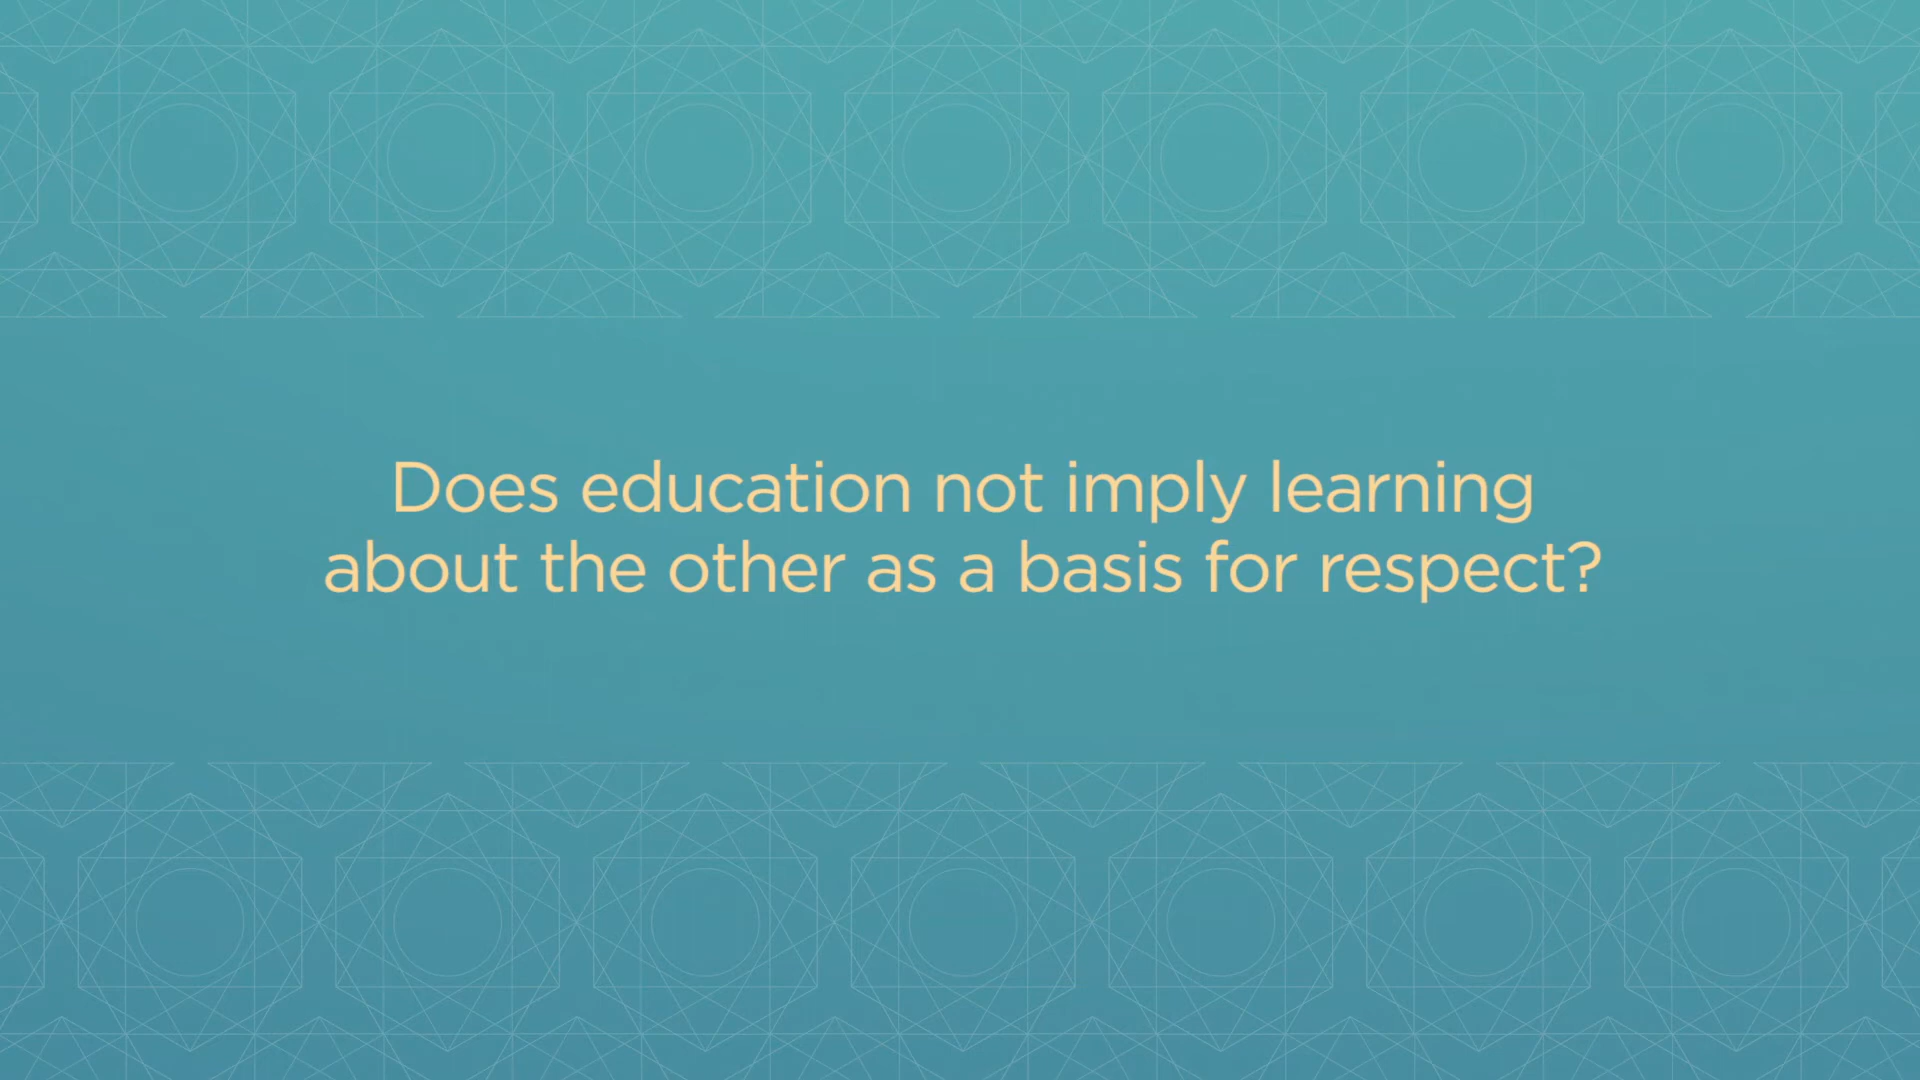 Does education not imply learning
about the other as a basis for respect?